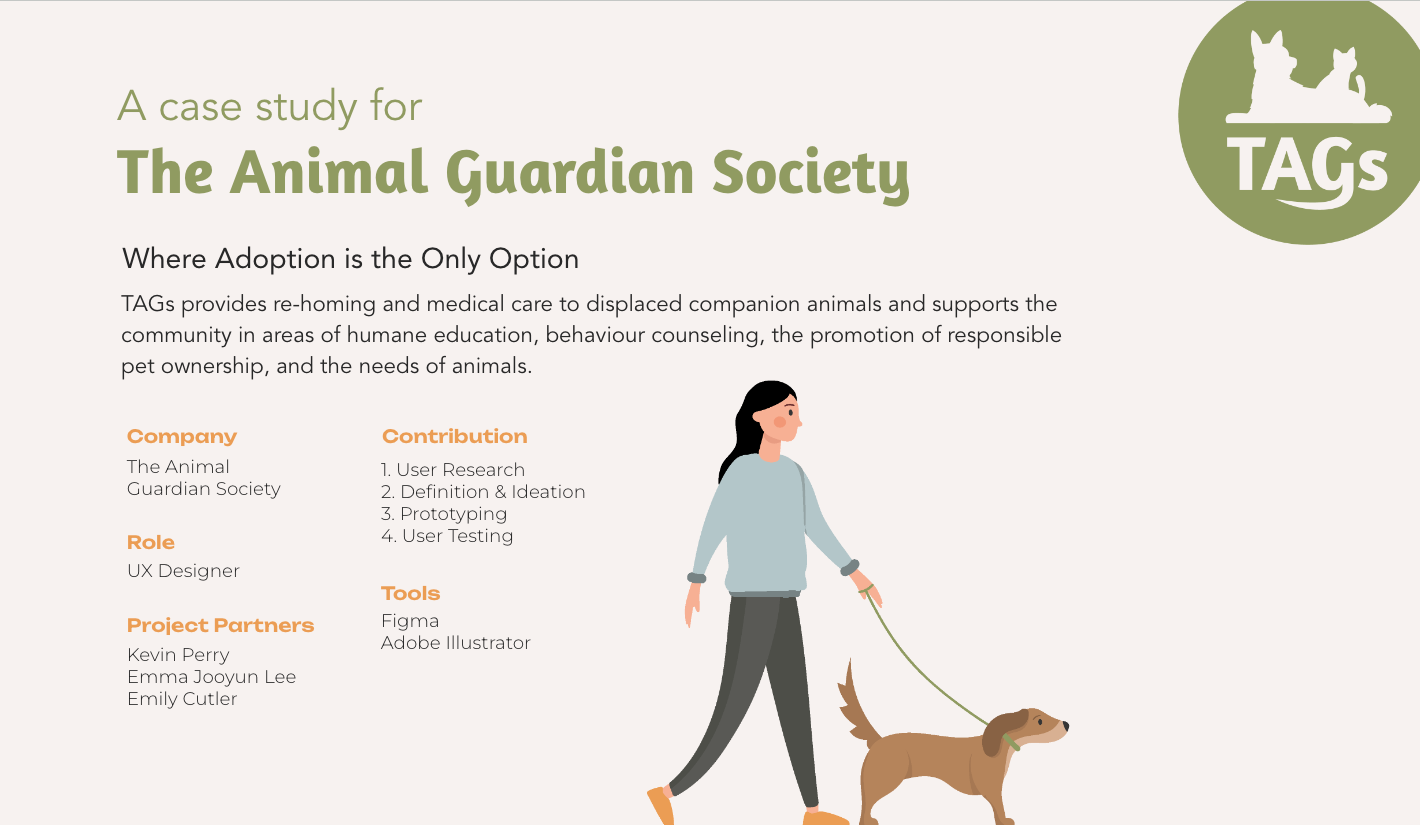 A case study for
The Animal Guardian Society
TAGs
Where Adoption is the Only Option
TAGs provides re-homing and medical care to displaced companion animals and supports the
community in areas of humane education, behaviour counseling, the promotion of responsible
pet ownership, and the needs of animals.
Company
The Animal
Guardian Society
Role
UX Designer
Project Partners
Kevin Perry
Emma Jooyun Lee
Emily Cutler
Contribution
1. User Research
2. Definition & Ideation
3. Prototyping
4. User Testing
Tools
Figma
Adobe Illustrator